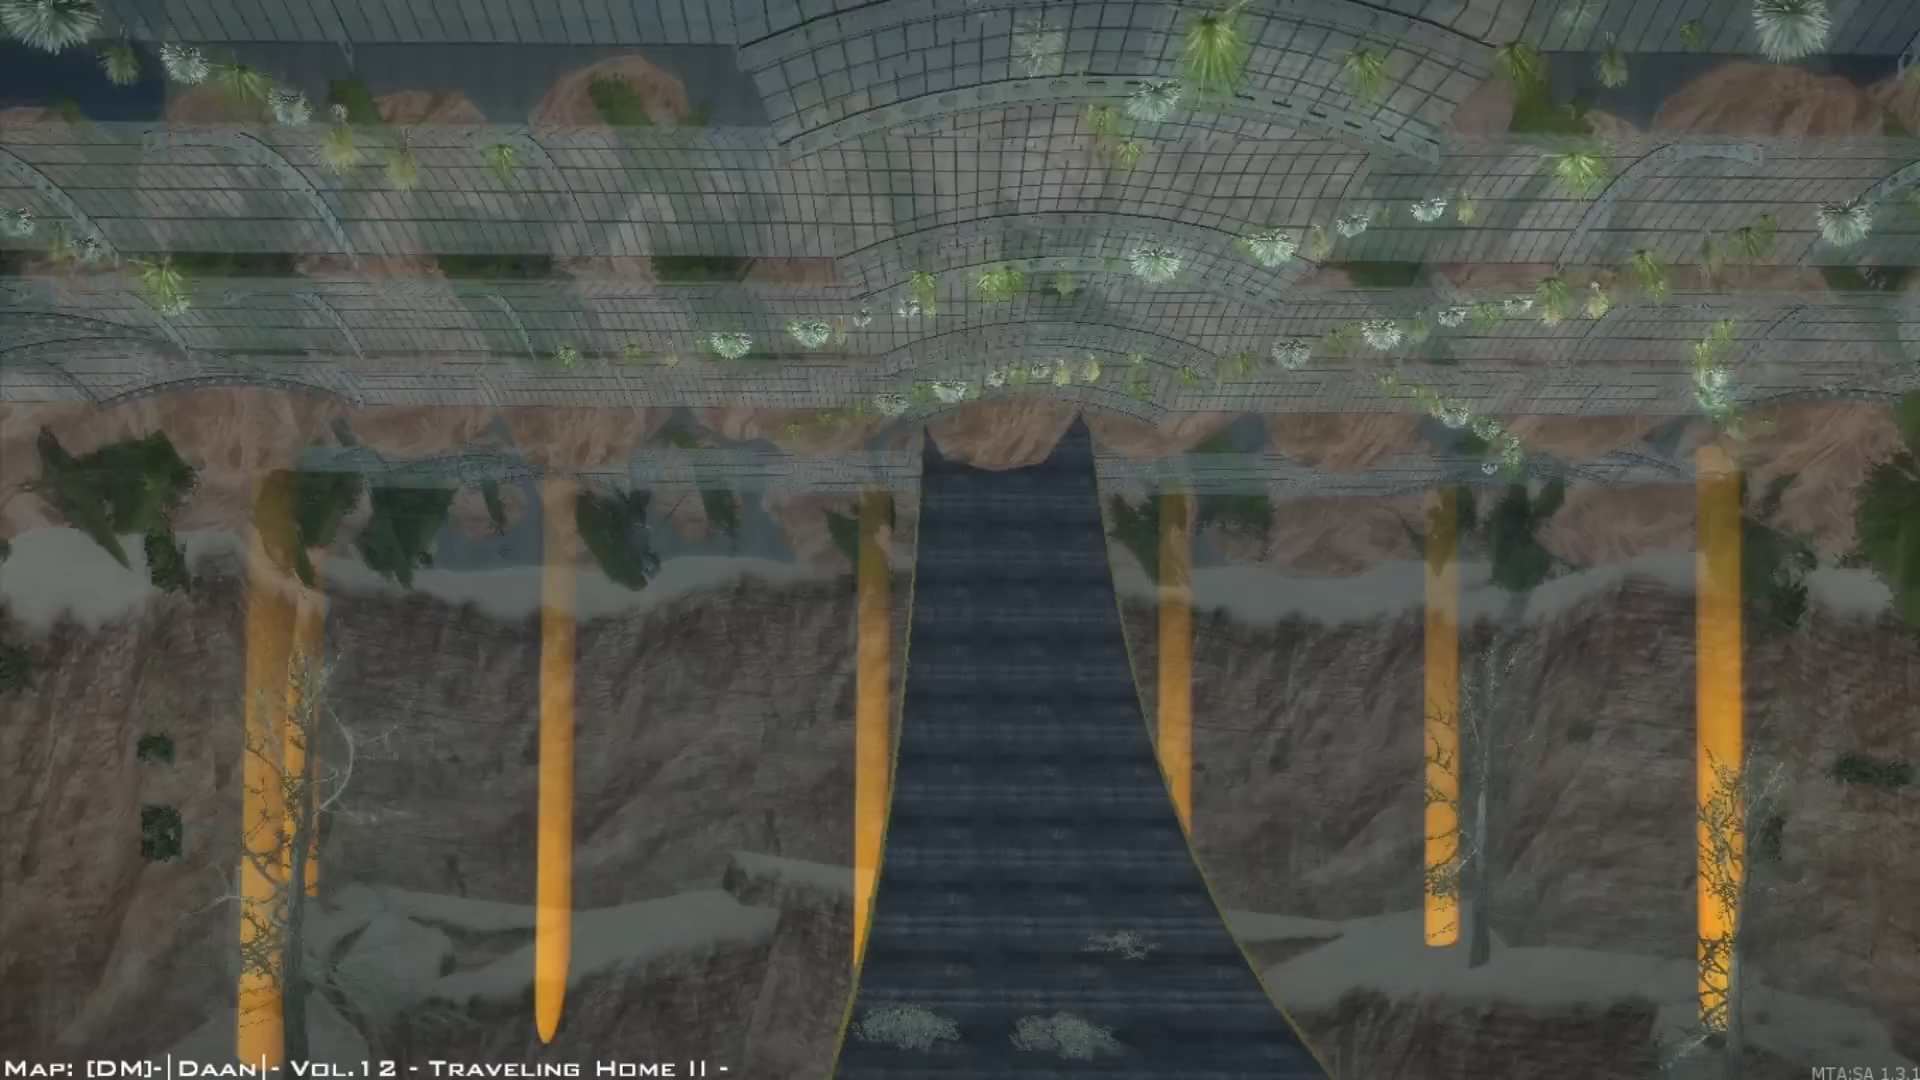 Map: [DM]-|Daan|- Vol.12 - Traveling Home II -
MTA:SA 1.3.1